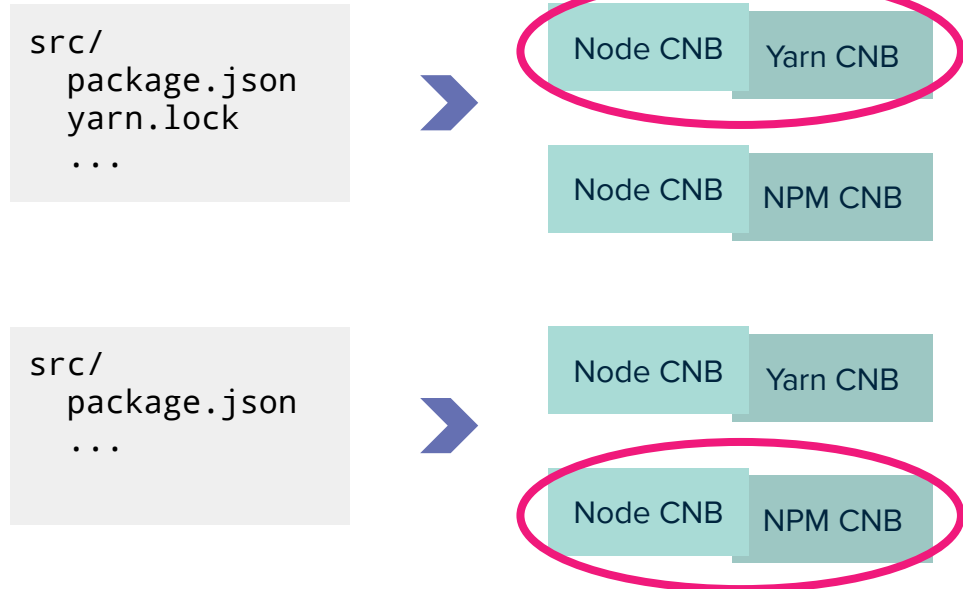 src/
package.json
yarn.lock
...
Node CNB
Yarn CNB
Node CNB
NPM CNB
src/
package.json
...
Node CNB
Yarn CNB
Node CNB
NPM CNB